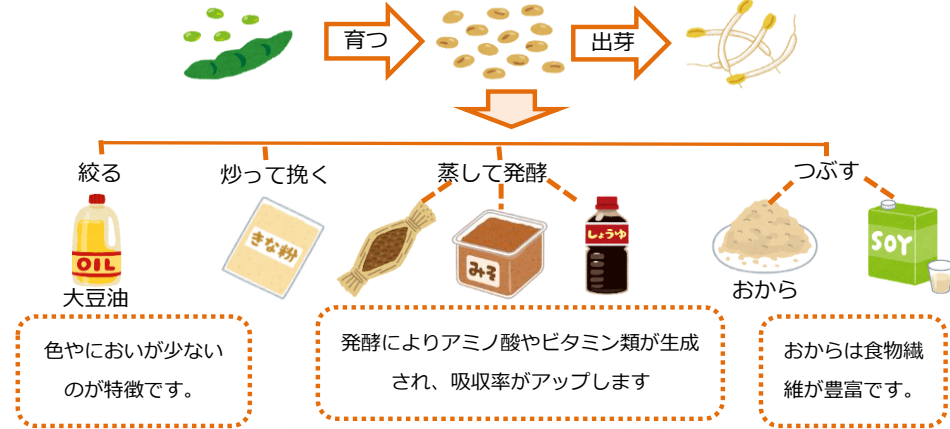 育つ
出芽
絞る
炒って挽く
蒸して発酵
つぶす
OIL
きな粉
みそ
しょうゆ
SOY
大豆油
おから
色やにおいが少ない
のが特徴です。
発酵によりアミノ酸やビタミン類が生成
され、吸収率がアップします
おからは食物繊
維が豊富です。